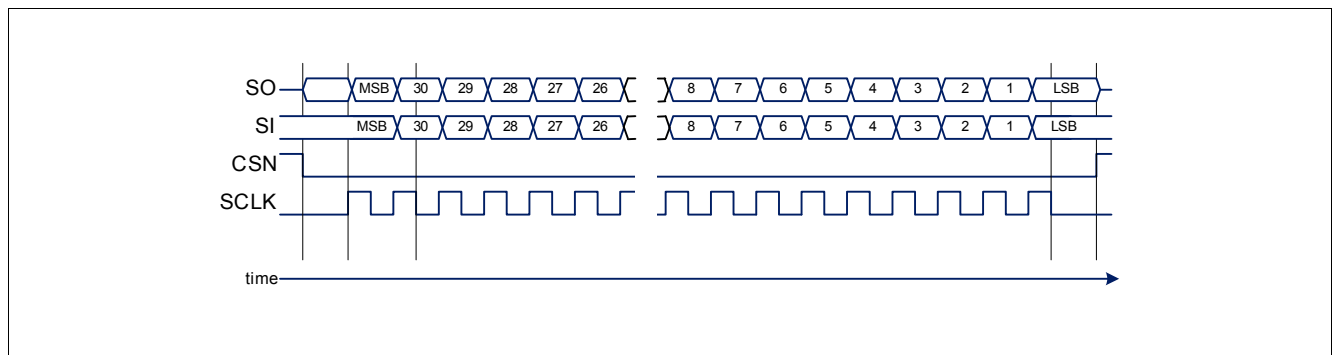 SO MSB 30 29 28 27 26 8 7 6 5 4 3 2 1 LSB
SI MSB 30 29 28 27 26 8 7 6 5 4 3 2 1 LSB
CSN
SCLK
time